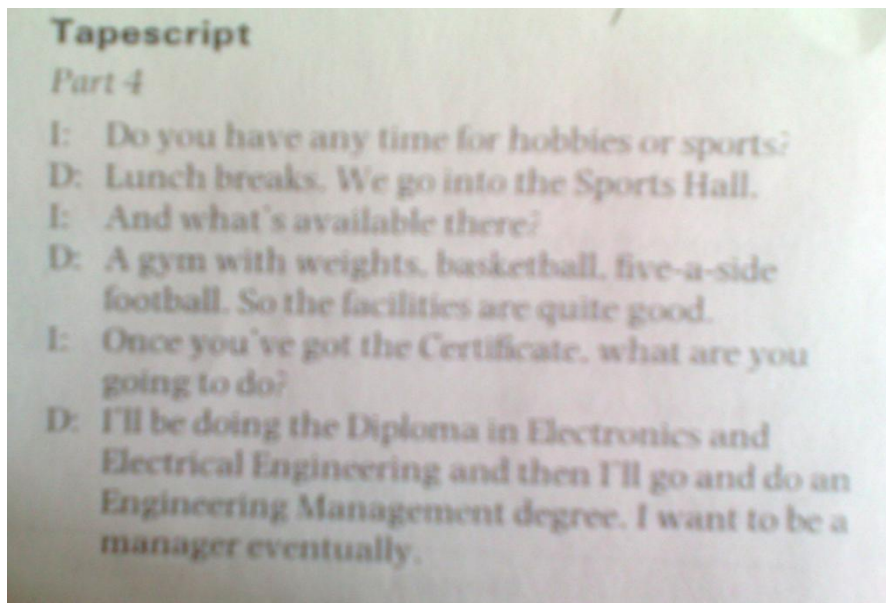 Tapescript
Part 4
I: Do you have any time for hobbies or sports?
D: Lunch breaks. We go into the Sports Hall.
I: And what's available there?
D: A gym with weights, basketball, five-a-side
football. So the facilities are quite good.
I: Once you've got the Certificate, what are you
going to do?
D: I'll be doing the Diploma in Electronics and
Electrical Engineering and then I'll go and do an
Engineering Management degree. I want to be a
manager eventually.